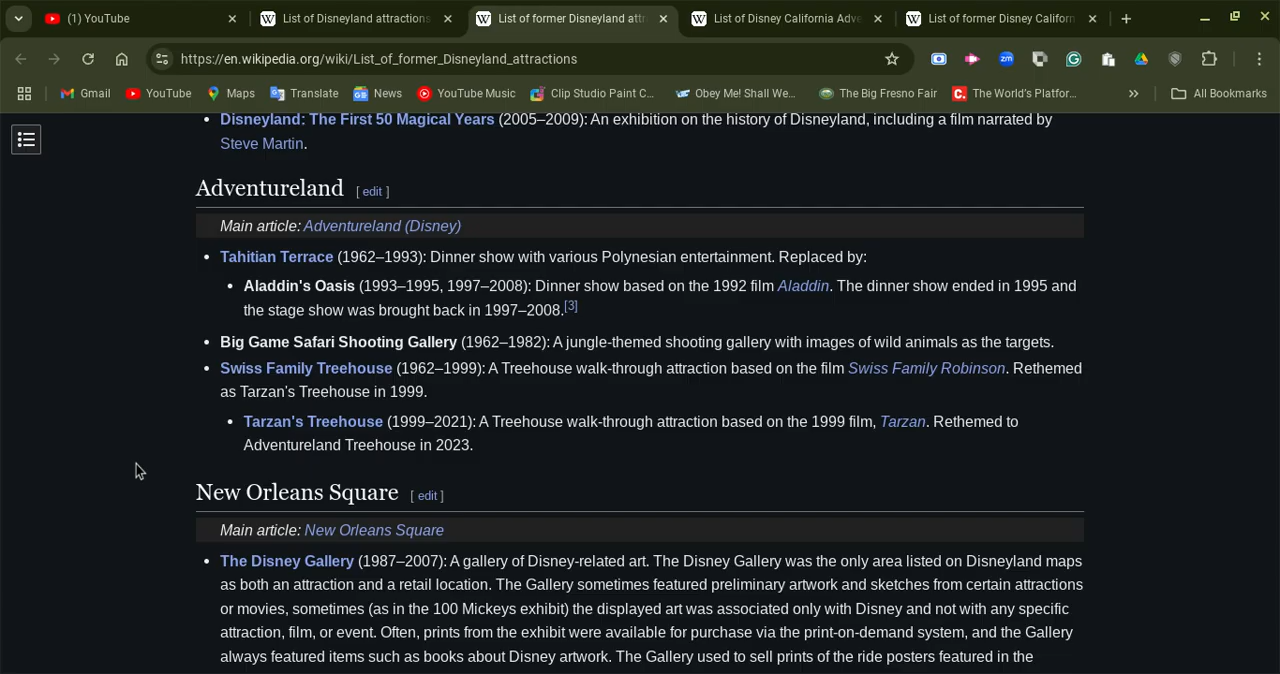 (1) YouTube
List of Disneyland attractions
List of former Disneyland attr
List of Disney California Adve
List of former Disney Californ
https://en.wikipedia.org/wiki/List_of_former_Disneyland_attractions
Gmail
YouTube
Maps
Translate
News
YouTube Music
Clip Studio Paint C...
Obey Me! Shall We...
The Big Fresno Fair
The World's Platfor...
All Bookmarks
• Disneyland: The First 50 Magical Years (2005–2009): An exhibition on the history of Disneyland, including a film narrated by
Steve Martin.
Adventureland [ edit ]
Main article: Adventureland (Disney)
• Tahitian Terrace (1962–1993): Dinner show with various Polynesian entertainment. Replaced by:
• Aladdin's Oasis (1993–1995, 1997–2008): Dinner show based on the 1992 film Aladdin. The dinner show ended in 1995 and
the stage show was brought back in 1997–2008.[3]
• Big Game Safari Shooting Gallery (1962–1982): A jungle-themed shooting gallery with images of wild animals as the targets.
• Swiss Family Treehouse (1962–1999): A Treehouse walk-through attraction based on the film Swiss Family Robinson. Rethemed
as Tarzan's Treehouse in 1999.
• Tarzan's Treehouse (1999–2021): A Treehouse walk-through attraction based on the 1999 film, Tarzan. Rethemed to
Adventureland Treehouse in 2023.
New Orleans Square [ edit ]
Main article: New Orleans Square
• The Disney Gallery (1987–2007): A gallery of Disney-related art. The Disney Gallery was the only area listed on Disneyland maps
as both an attraction and a retail location. The Gallery sometimes featured preliminary artwork and sketches from certain attractions
or movies, sometimes (as in the 100 Mickeys exhibit) the displayed art was associated only with Disney and not with any specific
attraction, film, or event. Often, prints from the exhibit were available for purchase via the print-on-demand system, and the Gallery
always featured items such as books about Disney artwork. The Gallery used to sell prints of the ride posters featured in the